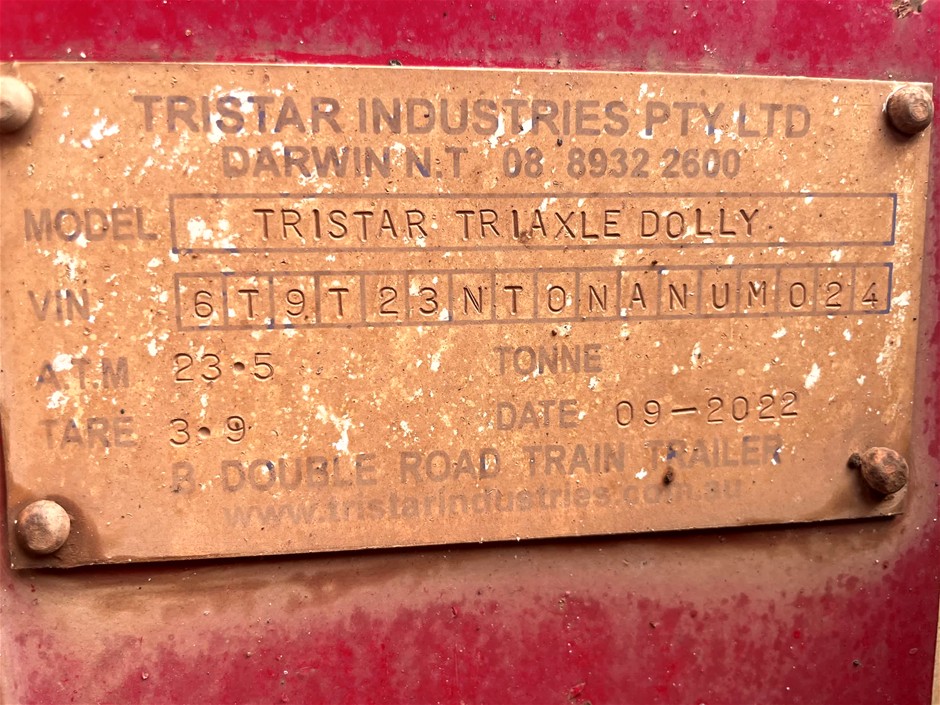 TRISTAR INDUSTRIES PTY LTD
DARWIN N.T 08 8932 2600
MODEL TRISTAR TRIAXLE DOLLY
VIN 6T9T23NTONANUM024
A.T.M 23.5 TONNE
TARE 3.9 DATE 09-2022
B DOUBLE ROAD TRAIN TRAILER
www.tristarindustries.com.au